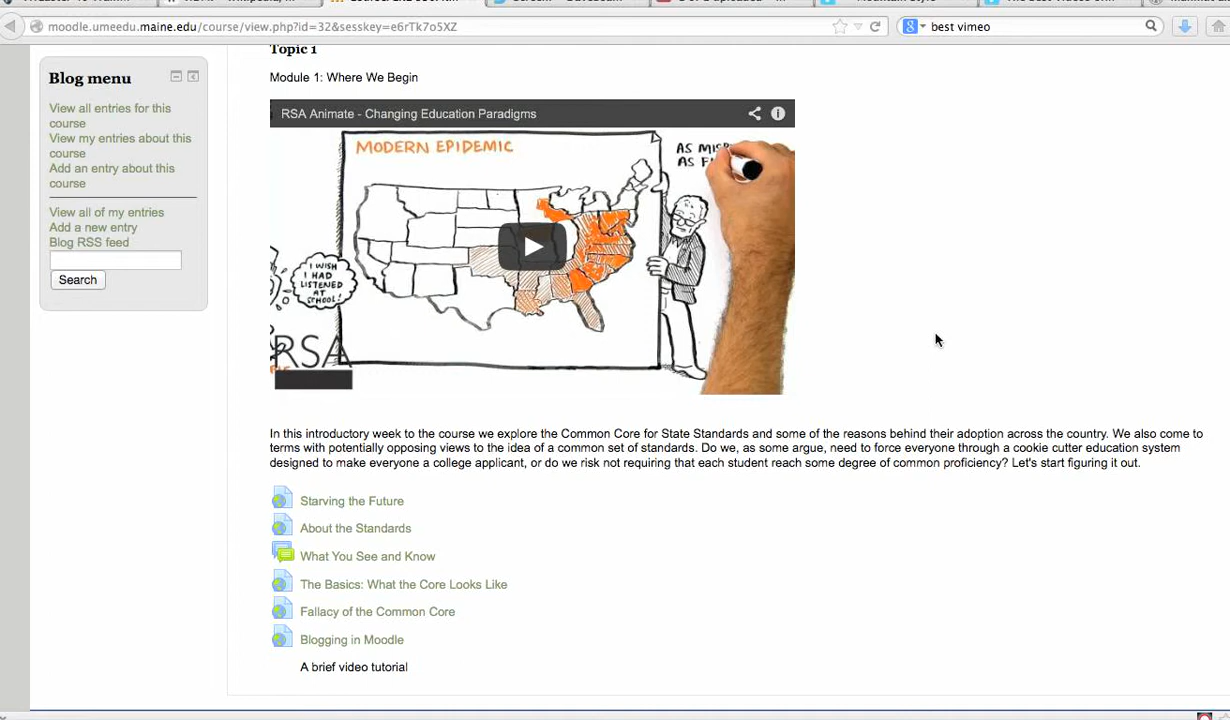 moodle.umeedu.maine.edu/course/view.php?id=32&sesskey=e6rTk7o5XZ
best vimeo
Topic 1
Blog menu
View all entries for this
course
View my entries about this
course
Add an entry about this
course
View all of my entries
Add a new entry
Blog RSS feed
Search
Module 1: Where We Begin
RSA Animate - Changing Education Paradigms
MODERN EPIDEMIC
I WISH
I HAD
LISTENED
AT
SCHOOL!
RSA
In this introductory week to the course we explore the Common Core for State Standards and some of the reasons behind their adoption across the country. We also come to
terms with potentially opposing views to the idea of a common set of standards. Do we, as some argue, need to force everyone through a cookie cutter education system
designed to make everyone a college applicant, or do we risk not requiring that each student reach some degree of common proficiency? Let's start figuring it out.
Starving the Future
About the Standards
What You See and Know
The Basics: What the Core Looks Like
Fallacy of the Common Core
Blogging in Moodle
A brief video tutorial